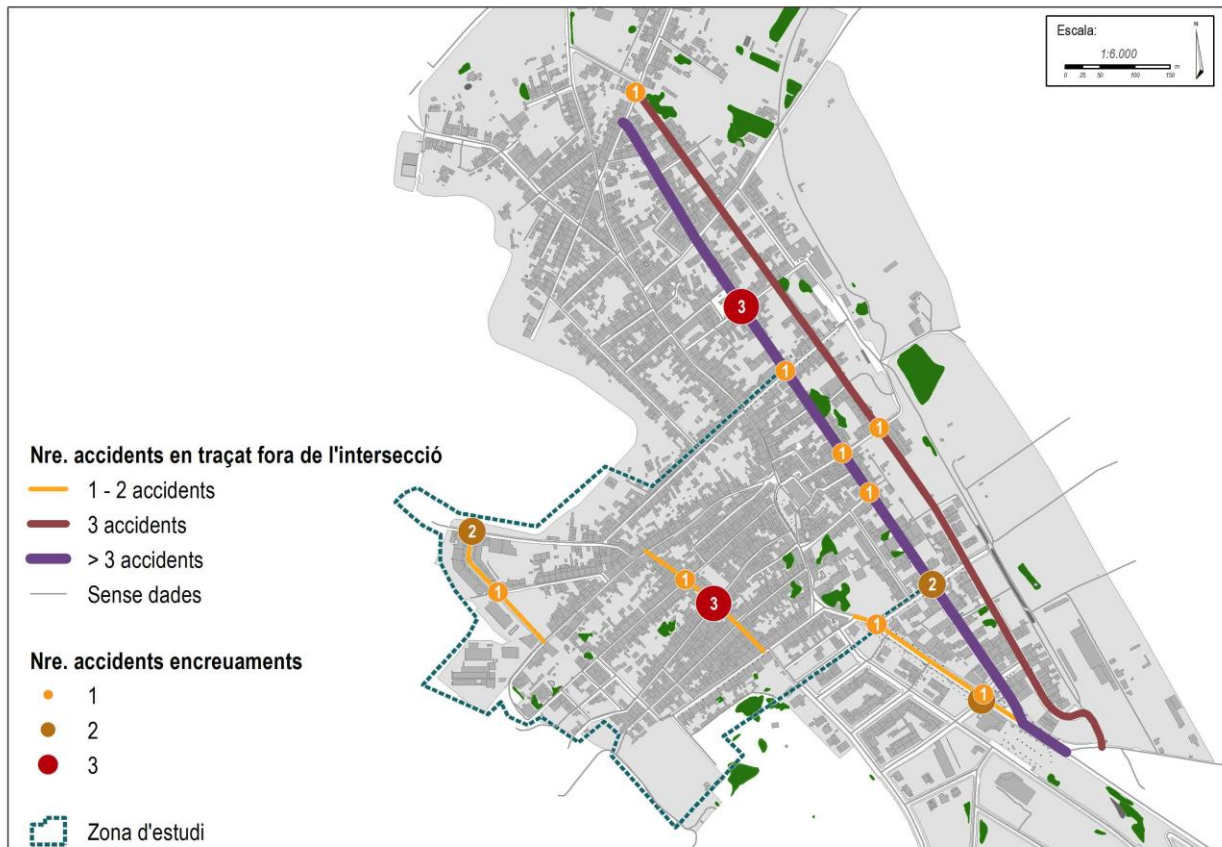 Escala:
N
1:6.000
0 25 50 100 150 m
1
3
1
1
1
1
2
2
1
1
3
1
1
Nre. accidents en traçat fora de l'intersecció
1 - 2 accidents
3 accidents
> 3 accidents
Sense dades
Nre. accidents encreuaments
1
2
3
Zona d'estudi